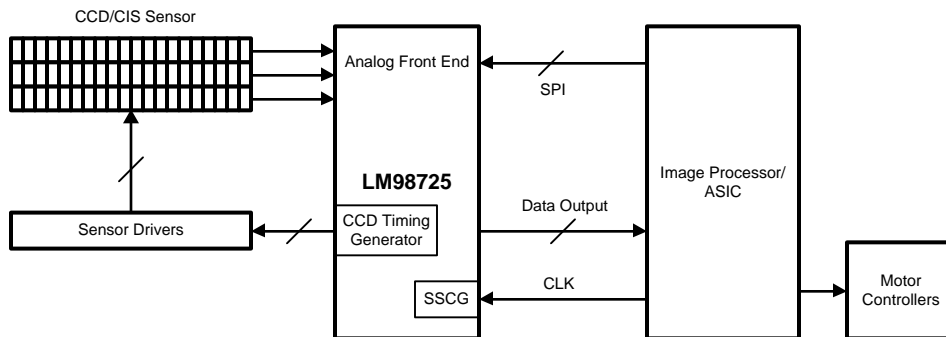 CCD/CIS Sensor
Analog Front End
SPI
LM98725
Image Processor/
ASIC
Sensor Drivers
CCD Timing
Generator
Data Output
SSCG
CLK
Motor
Controllers